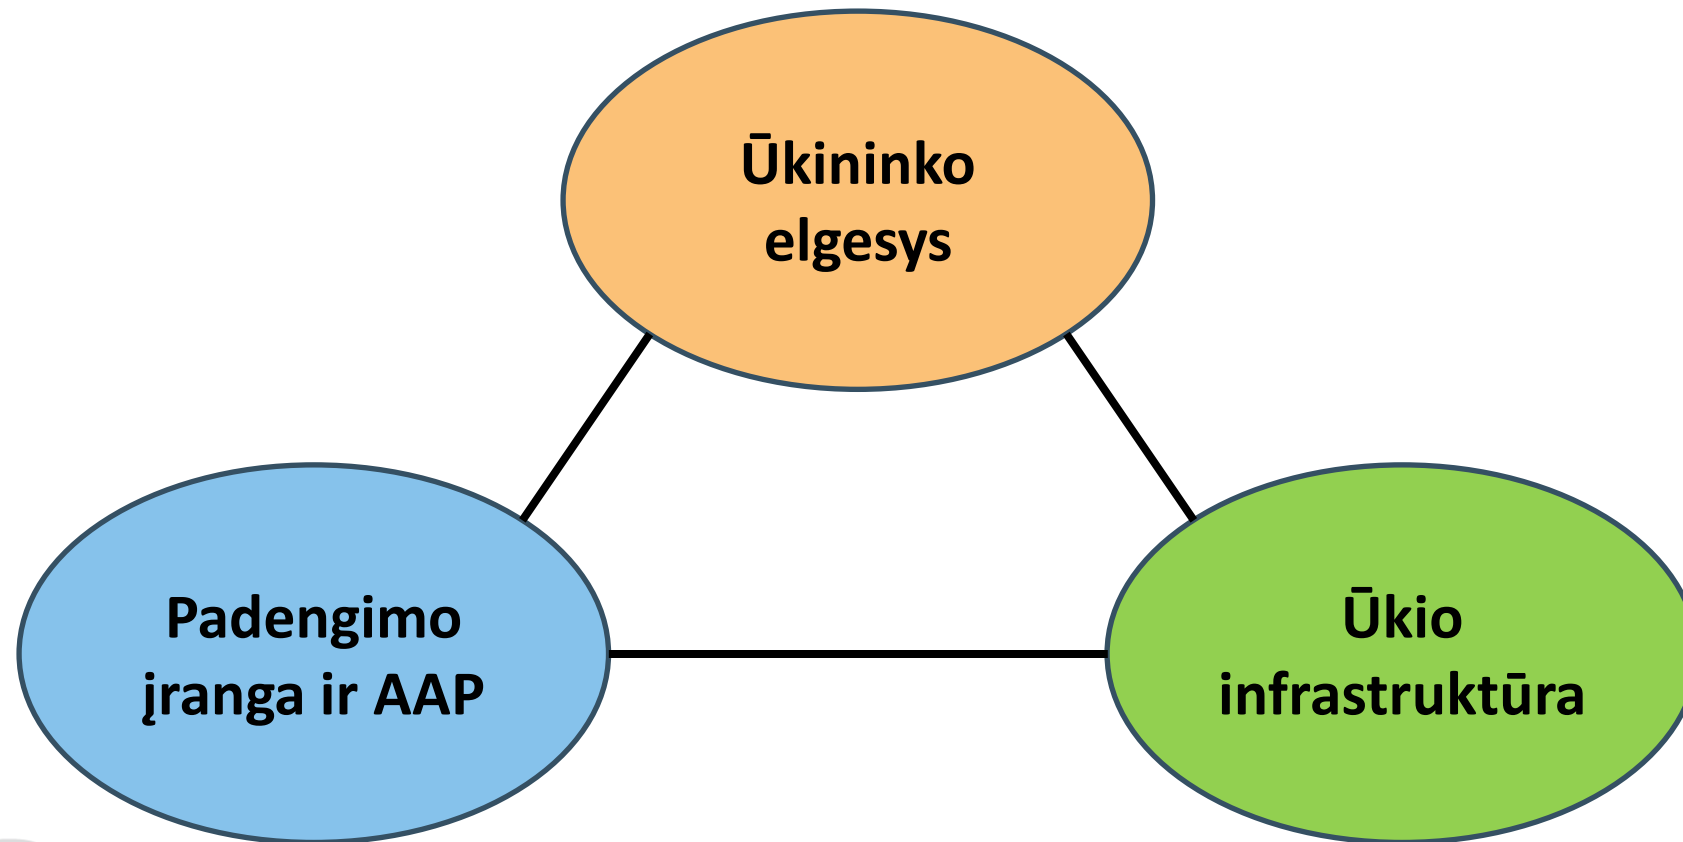 Ūkininko
elgesys
Padengimo
įranga ir AAP
Ūkio
infrastruktūra